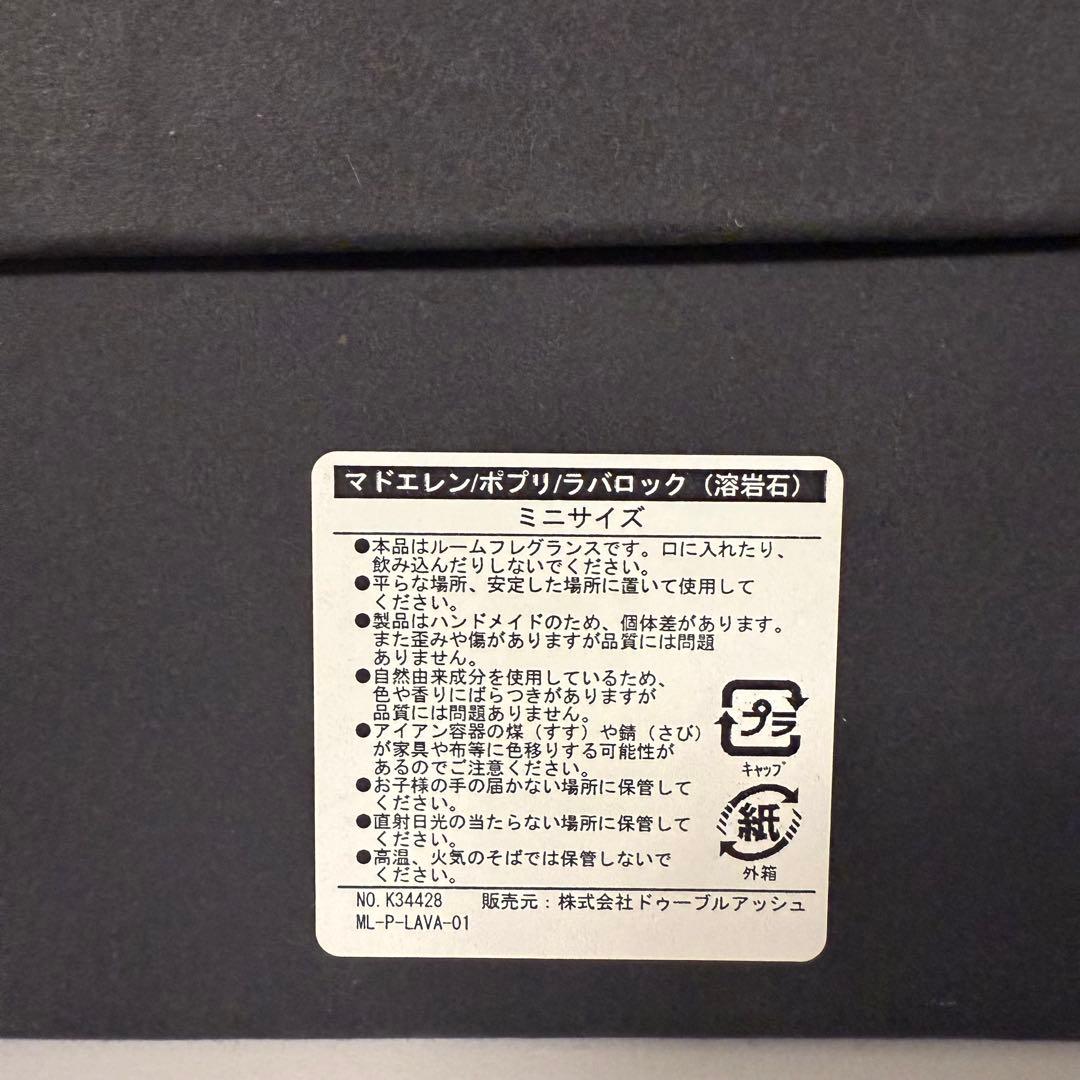 マドエレン/ポプリ/ラバロック（溶岩石）
ミニサイズ
●本品はルームフレグランスです。口に入れたり、
飲み込んだりしないでください。
●平らな場所、安定した場所に置いて使用して
ください。
●製品はハンドメイドのため、個体差があります。
また歪みや傷がありますが品質には問題
ありません。
●自然由来成分を使用しているため、
色や香りにばらつきがありますが
品質には問題ありません。
●アイアン容器の煤（すす）や錆（さび）
が家具や布等に色移りする可能性が
あるのでご注意ください。
●お子様の手の届かない場所に保管して
ください。
●直射日光の当たらない場所に保管して
ください。
●高温、火気のそばでは保管しないで
ください。
プラ
キャップ
紙
外箱
NO. K34428 販売元：株式会社ドゥーブルアッシュ
ML-P-LAVA-01